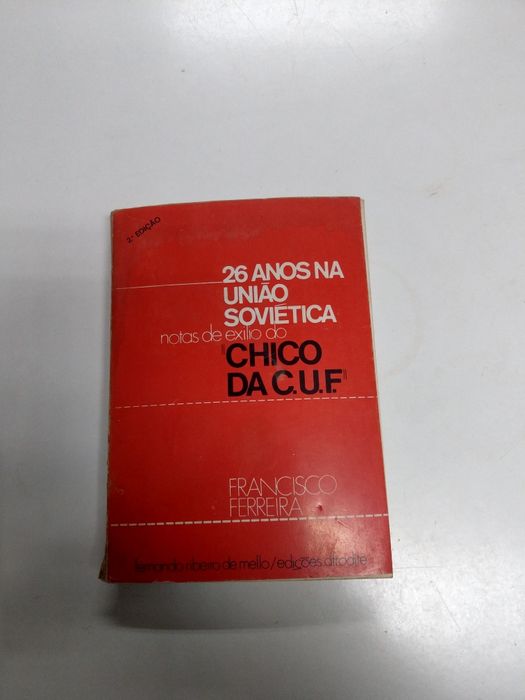 2.ª EDIÇÃO
26 ANOS NA
UNIÃO
SOVIÉTICA
notas de exílio do
"CHICO
DA C.U.F."
FRANCISCO
FERREIRA
fernando ribeiro de mello/edições afrodite